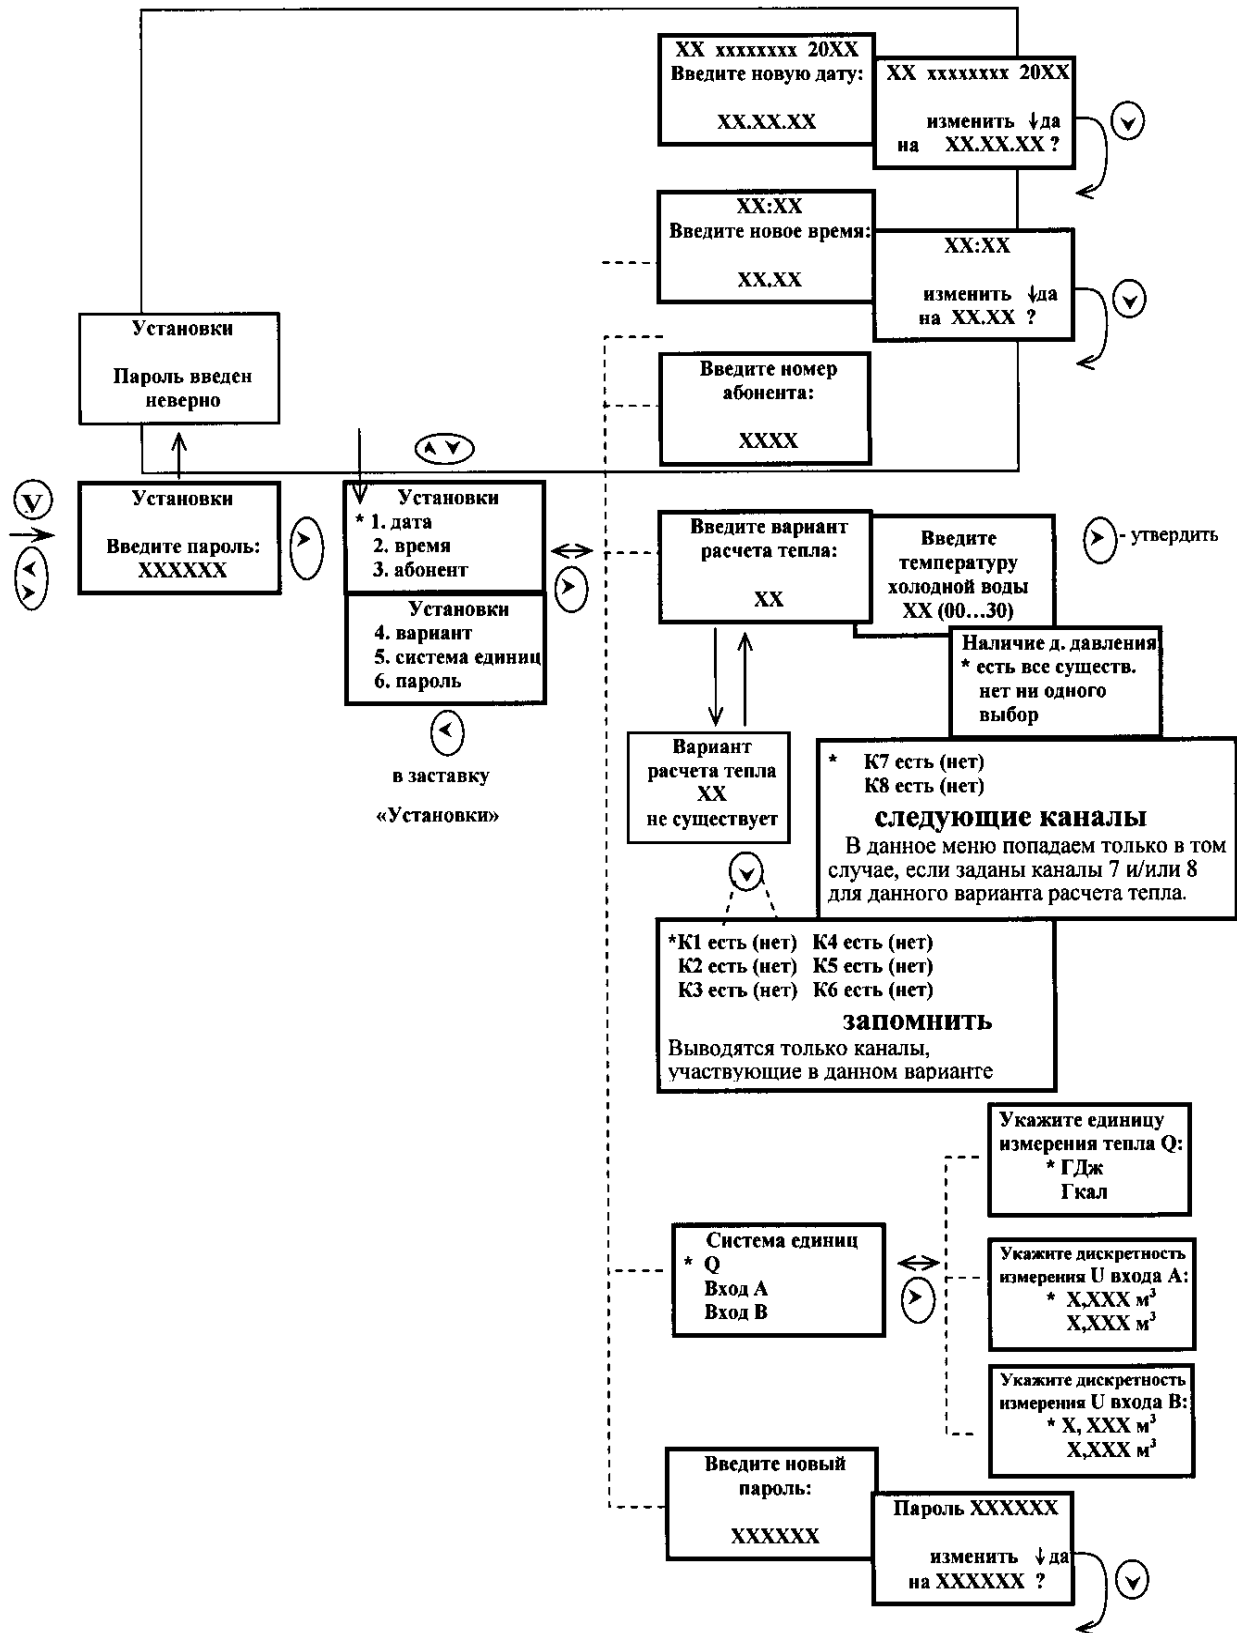 XX xxxxxxxx 20XX
Введите новую дату:
XX.XX.XX
XX xxxxxxxx 20XX
изменить ↓да
на XX.XX.XX ?
XX:XX
Введите новое время:
XX.XX
XX:XX
изменить ↓да
на XX.XX ?
Установки
Пароль введен
неверно
Введите номер
абонента:
XXXX
У
Установки
Введите пароль:
XXXXXX
Установки
* 1. дата
2. время
3. абонент
Установки
4. вариант
5. система единиц
6. пароль
в заставку
«Установки»
Введите вариант
расчета тепла:
XX
Введите
температуру
холодной воды
XX (00...30)
- утвердить
Наличие д. давления
* есть все существ.
нет ни одного
выбор
Вариант
расчета тепла
XX
не существует
* К7 есть (нет)
К8 есть (нет)
следующие каналы
В данное меню попадаем только в том
случае, если заданы каналы 7 и/или 8
для данного варианта расчета тепла.
*К1 есть (нет) К4 есть (нет)
К2 есть (нет) К5 есть (нет)
К3 есть (нет) К6 есть (нет)
запомнить
Выводятся только каналы,
участвующие в данном варианте
Укажите единицу
измерения тепла Q:
* ГДж
Гкал
Система единиц
* Q
Вход А
Вход В
Укажите дискретность
измерения U входа А:
* X,XXX м³
X,XXX м³
Укажите дискретность
измерения U входа В:
* X, XXX м³
X,XXX м³
Введите новый
пароль:
XXXXXX
Пароль XXXXXX
изменить ↓да
на XXXXXX ?